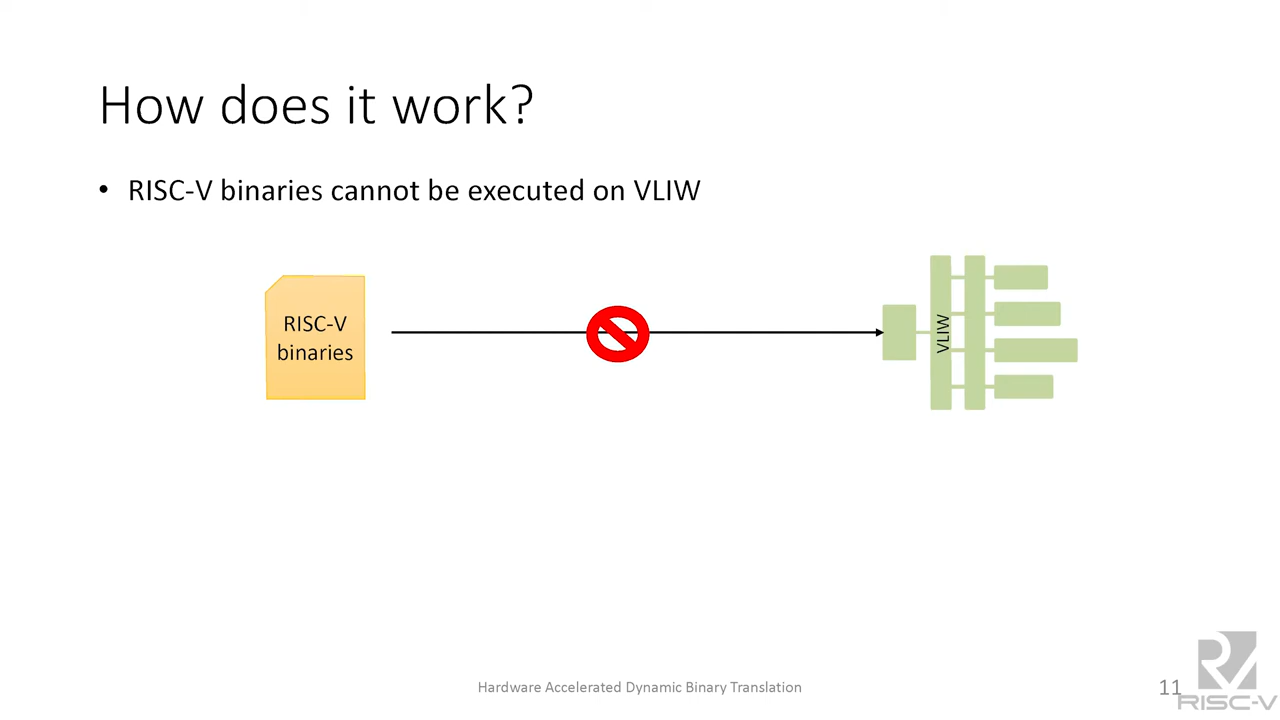 How does it work?
• RISC-V binaries cannot be executed on VLIW
RISC-V
binaries
VLIW
Hardware Accelerated Dynamic Binary Translation
11
RISC-V